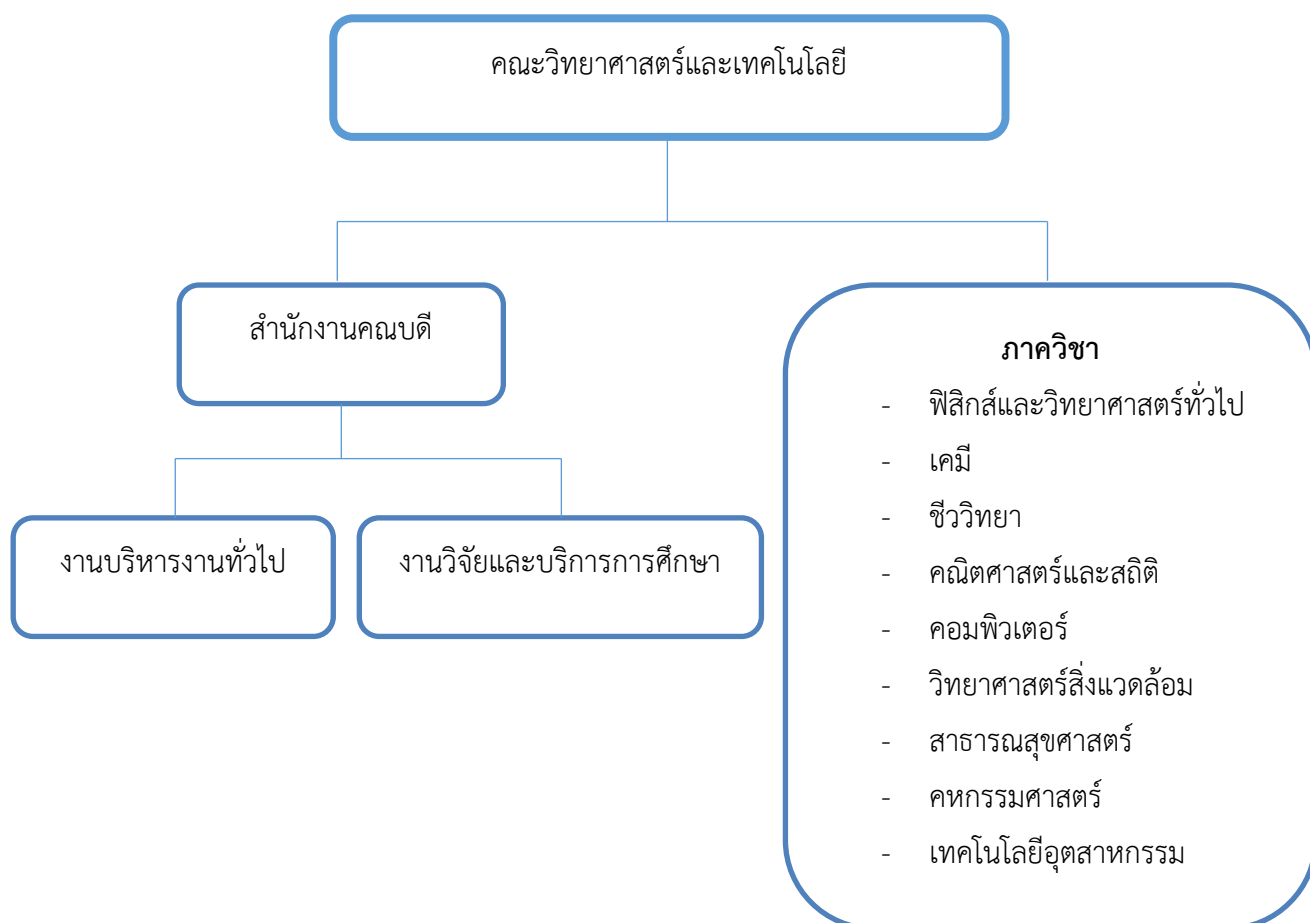 คณะวิทยาศาสตร์และเทคโนโลยี
สำนักงานคณบดี
งานบริหารงานทั่วไป
งานวิจัยและบริการการศึกษา
ภาควิชา
- ฟิสิกส์และวิทยาศาสตร์ทั่วไป
- เคมี
- ชีววิทยา
- คณิตศาสตร์และสถิติ
- คอมพิวเตอร์
- วิทยาศาสตร์สิ่งแวดล้อม
- สาธารณสุขศาสตร์
- คหกรรมศาสตร์
- เทคโนโลยีอุตสาหกรรม